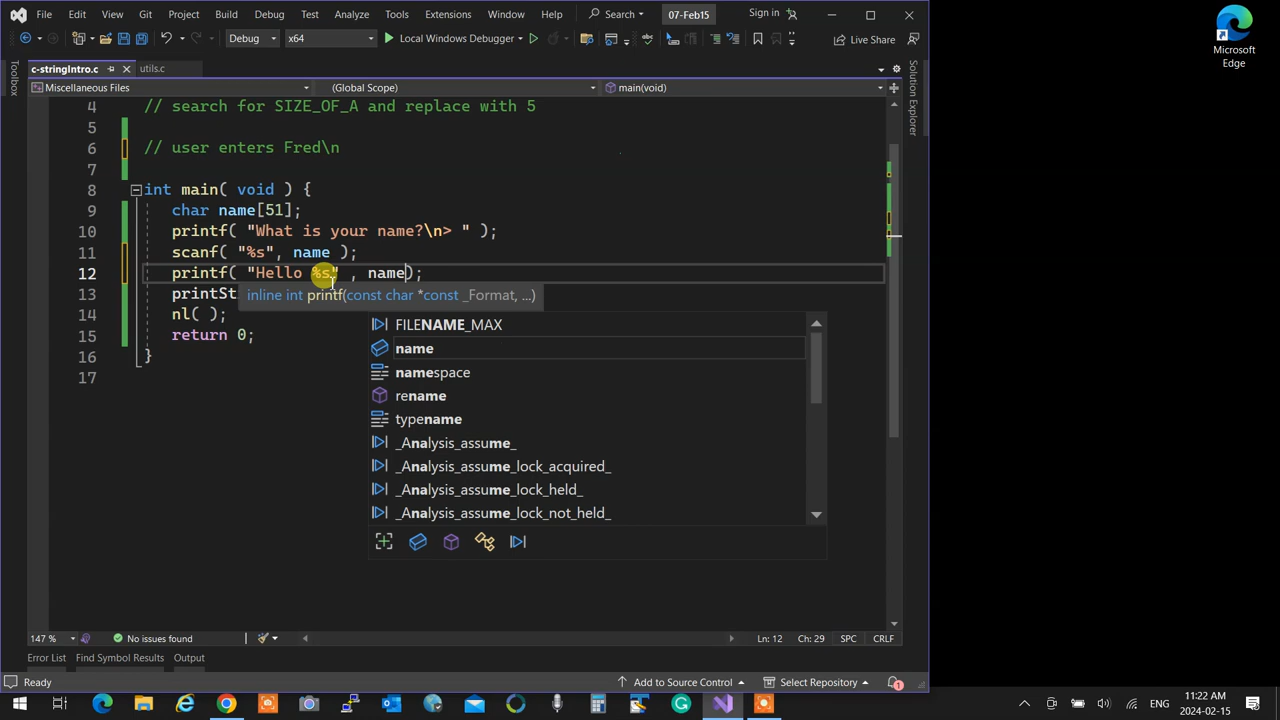 File Edit View Git Project Build Debug Test Analyze Tools Extensions Window Help Search 07-Feb15 Sign in
Debug x64 Local Windows Debugger Live Share
Microsoft Edge
Toolbox
c-stringIntro.c utils.c
Solution Explorer
Miscellaneous Files (Global Scope) main(void)
4 // search for SIZE_OF_A and replace with 5
5
6 // user enters Fred\n
7
8 int main( void ) {
9 char name[51];
10 printf( "What is your name?\n> " );
11 scanf( "%s", name );
12 printf( "Hello %s" , name);
13 printSt
inline int printf(const char *const _Format, ...)
14 nl( );
15 return 0;
16 }
17
FILENAME_MAX
name
namespace
rename
typename
_Analysis_assume_
_Analysis_assume_lock_acquired_
_Analysis_assume_lock_held_
_Analysis_assume_lock_not_held_
147 % No issues found Ln: 12 Ch: 29 SPC CRLF
Error List Find Symbol Results Output
Ready Add to Source Control Select Repository 1
ENG 11:22 AM
2024-02-15